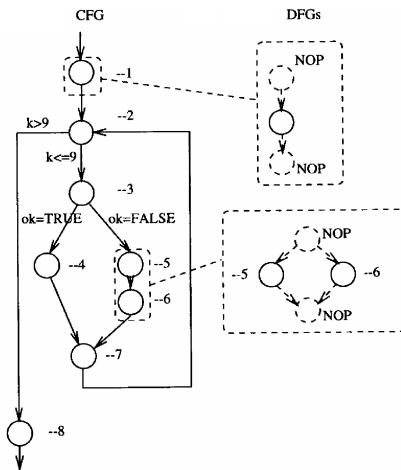 CFG DFGs
--1
NOP
--2
k>9
k<=9
NOP
--3
ok=TRUE ok=FALSE
--4
--5
--6
NOP
--5 --6
NOP
--7
--8